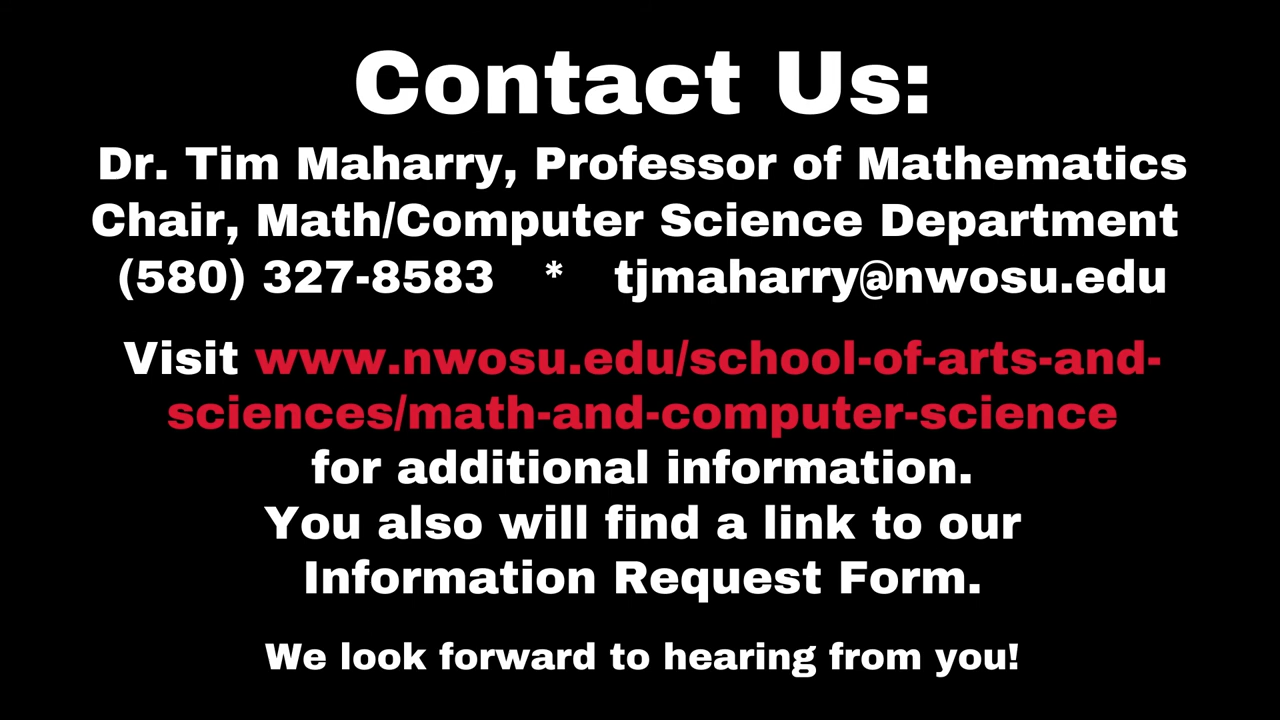 Contact Us:
Dr. Tim Maharry, Professor of Mathematics
Chair, Math/Computer Science Department
(580) 327-8583 * tjmaharry@nwosu.edu
Visit www.nwosu.edu/school-of-arts-and-
sciences/math-and-computer-science
for additional information.
You also will find a link to our
Information Request Form.
We look forward to hearing from you!